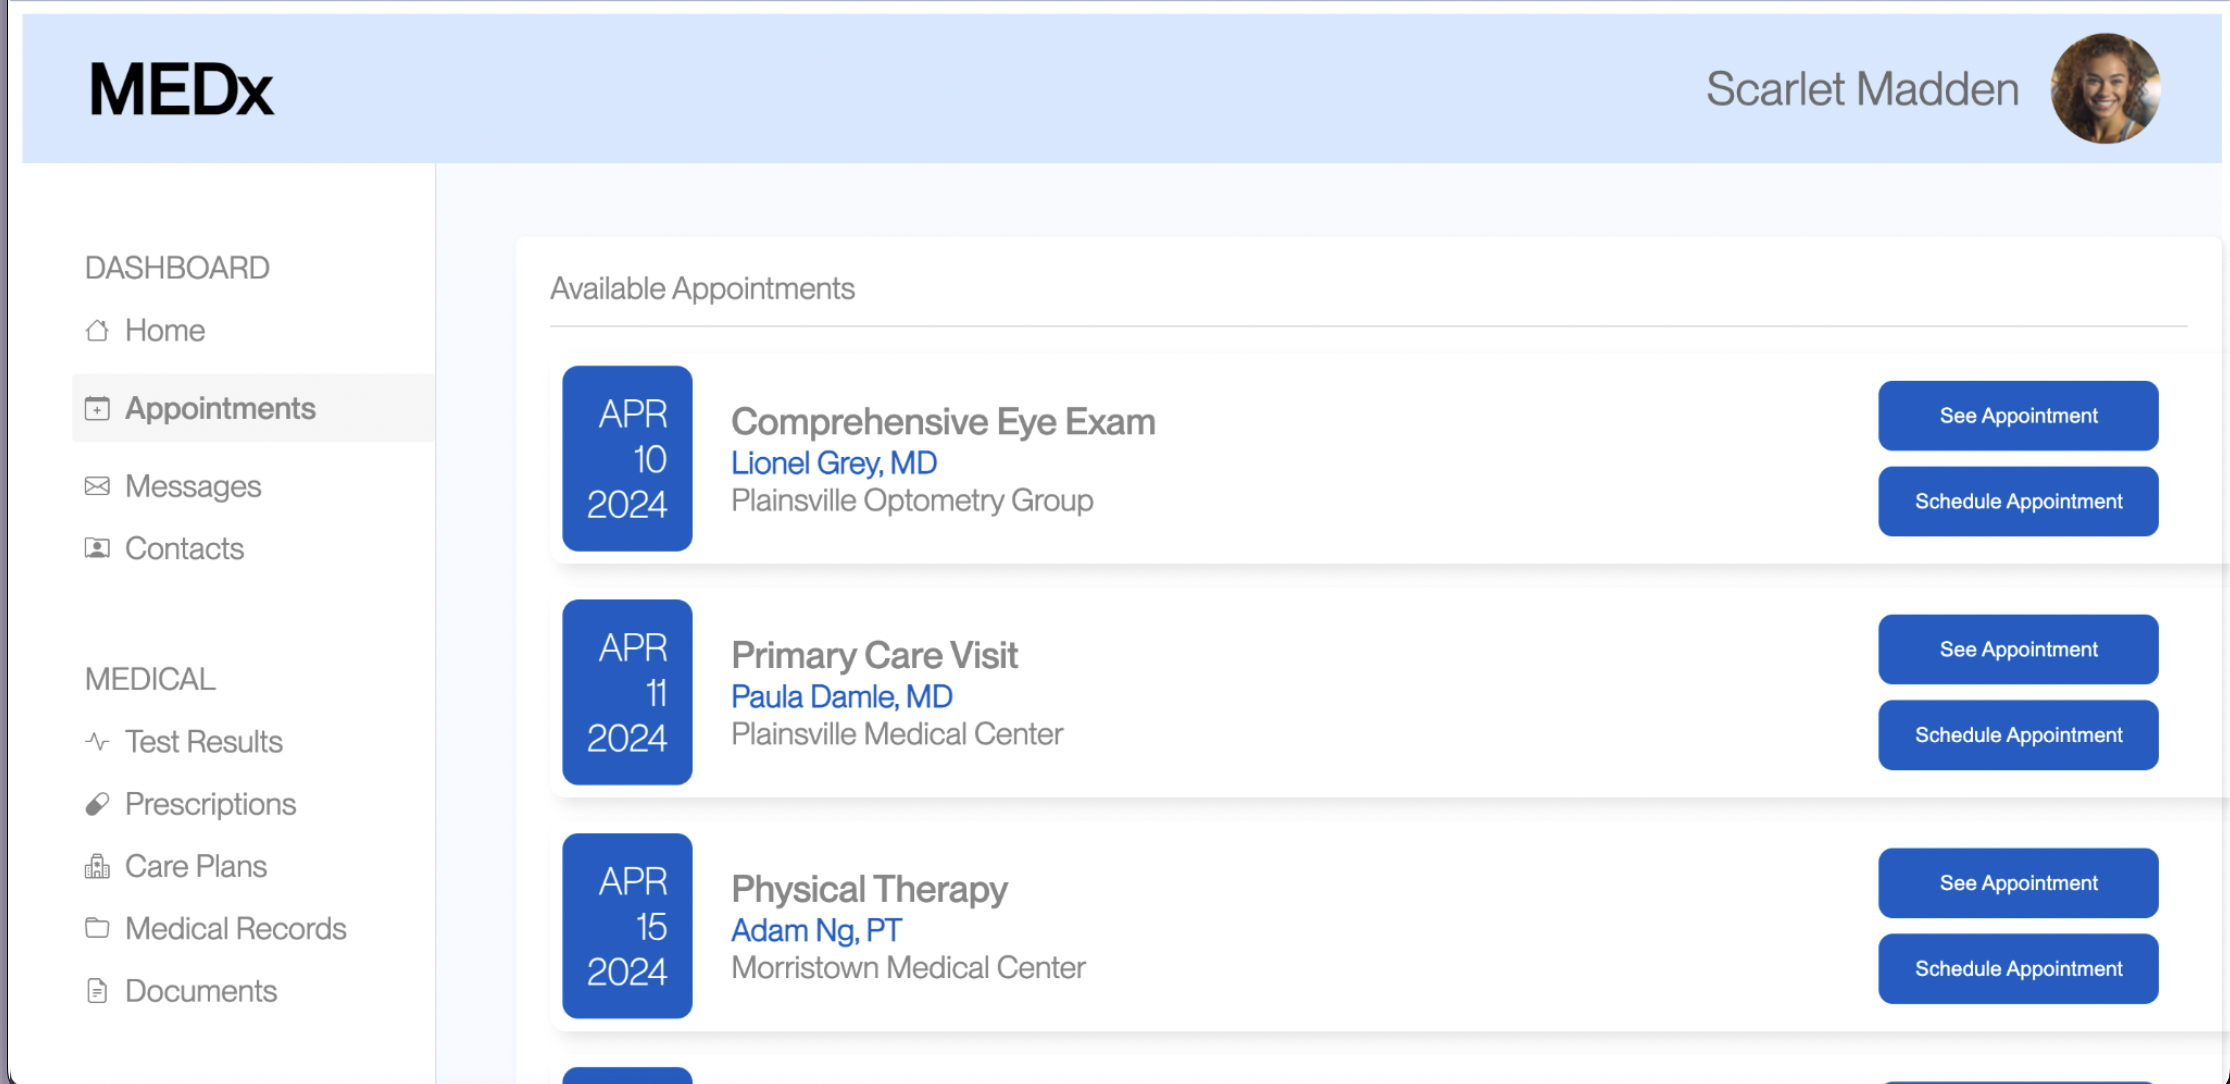 MEDx
Scarlet Madden
DASHBOARD
Home
Appointments
Messages
Contacts
MEDICAL
Test Results
Prescriptions
Care Plans
Medical Records
Documents
Available Appointments
APR
10
2024
Comprehensive Eye Exam
Lionel Grey, MD
Plainsville Optometry Group
See Appointment
Schedule Appointment
APR
11
2024
Primary Care Visit
Paula Damle, MD
Plainsville Medical Center
See Appointment
Schedule Appointment
APR
15
2024
Physical Therapy
Adam Ng, PT
Morristown Medical Center
See Appointment
Schedule Appointment